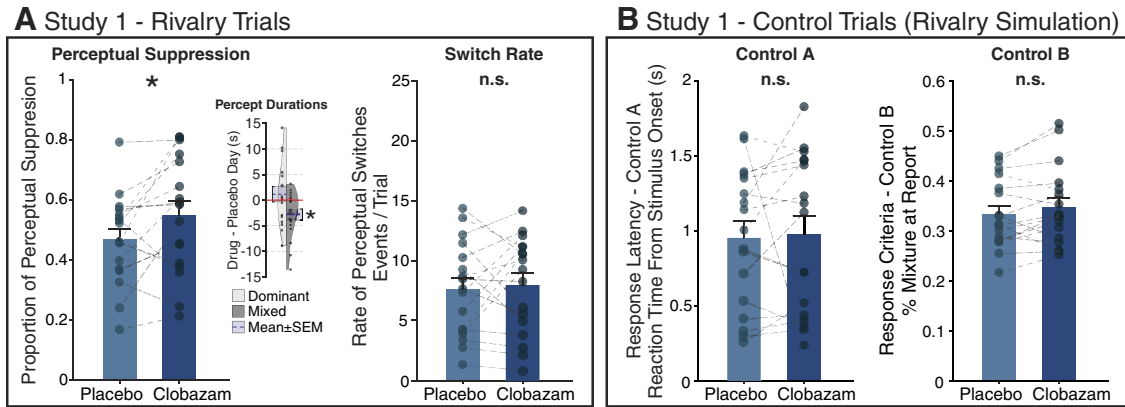 A Study 1 - Rivalry Trials
Perceptual Suppression
*
Proportion of Perceptual Suppression
1
0.8
0.6
0.4
0.2
0
Placebo Clobazam
Percept Durations
Drug - Placebo Day (s)
15
10
5
0
-5
-10
-15
*
Dominant
Mixed
Mean±SEM
Switch Rate
n.s.
Rate of Perceptual Switches
Events / Trial
25
20
15
10
5
0
Placebo Clobazam
B Study 1 - Control Trials (Rivalry Simulation)
Control A
n.s.
Response Latency - Control A
Reaction Time From Stimulus Onset (s)
2
1.5
1
0.5
0
Placebo Clobazam
Control B
n.s.
Response Criteria - Control B
% Mixture at Report
0.6
0.5
0.4
0.3
0.2
0.1
0
Placebo Clobazam